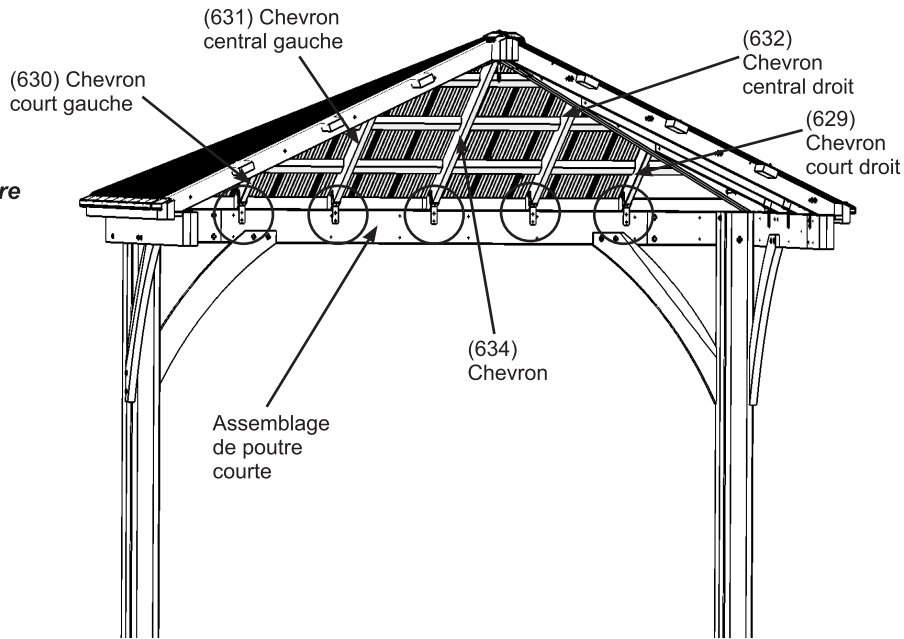 (631) Chevron
central gauche
(632)
Chevron
central droit
(630) Chevron
court gauche
(629)
Chevron
court droit
re
(634)
Chevron
Assemblage
de poutre
courte